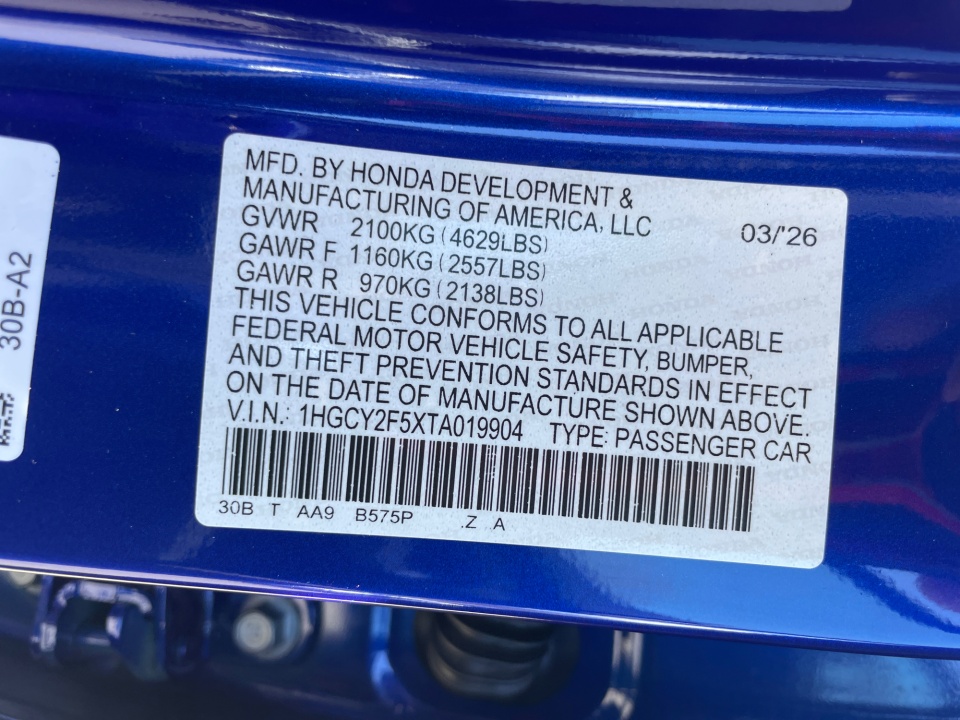 MFD. BY HONDA DEVELOPMENT &
MANUFACTURING OF AMERICA, LLC
03/'26
GVWR 2100KG (4629LBS)
GAWR F 1160KG (2557LBS)
GAWR R 970KG (2138LBS)
THIS VEHICLE CONFORMS TO ALL APPLICABLE
FEDERAL MOTOR VEHICLE SAFETY, BUMPER,
AND THEFT PREVENTION STANDARDS IN EFFECT
ON THE DATE OF MANUFACTURE SHOWN ABOVE.
V.I.N.: 1HGCY2F5XTA019904 TYPE: PASSENGER CAR
30B T AA9 B575P .Z A
30B-A2